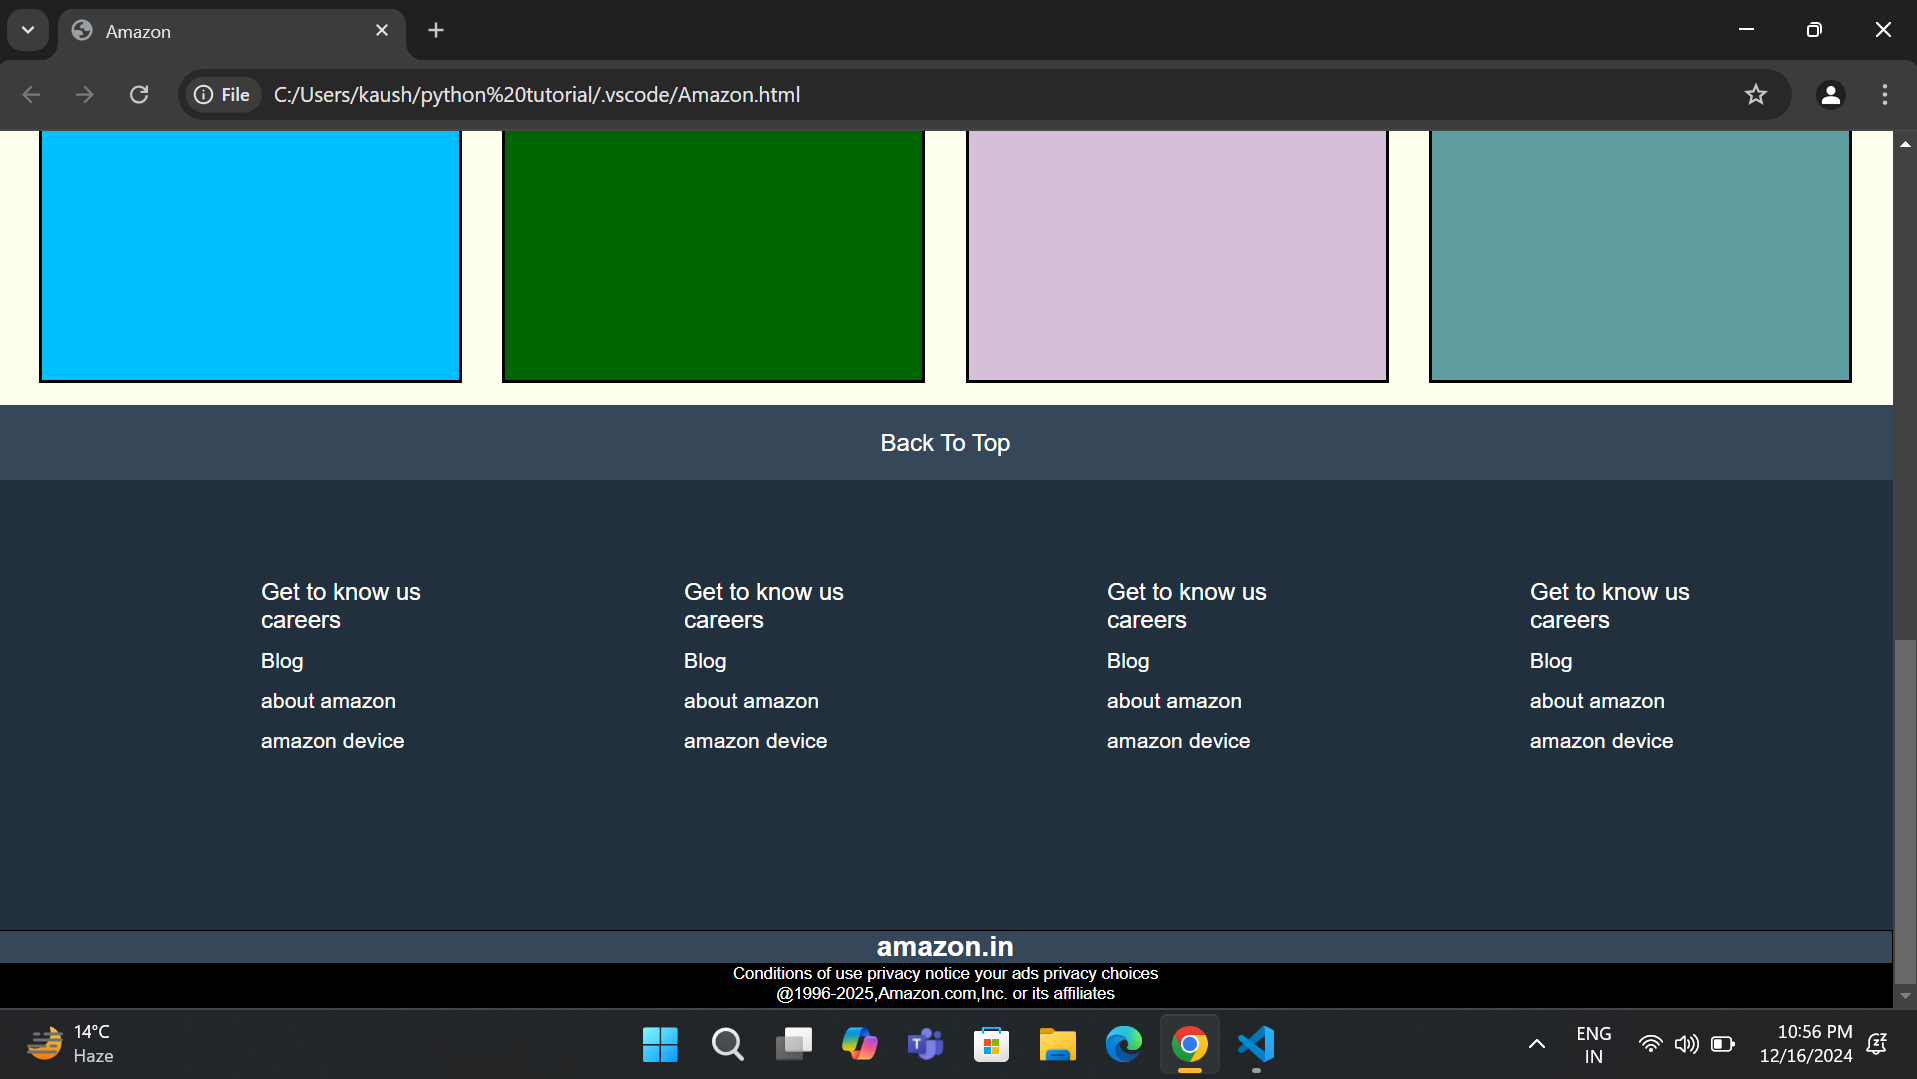 Amazon
File
C:/Users/kaush/python%20tutorial/.vscode/Amazon.html
Back To Top
Get to know us
careers
Blog
about amazon
amazon device
Get to know us
careers
Blog
about amazon
amazon device
Get to know us
careers
Blog
about amazon
amazon device
Get to know us
careers
Blog
about amazon
amazon device
amazon.in
Conditions of use privacy notice your ads privacy choices
@1996-2025,Amazon.com,Inc. or its affiliates
14°C
Haze
ENG
IN
10:56 PM
12/16/2024